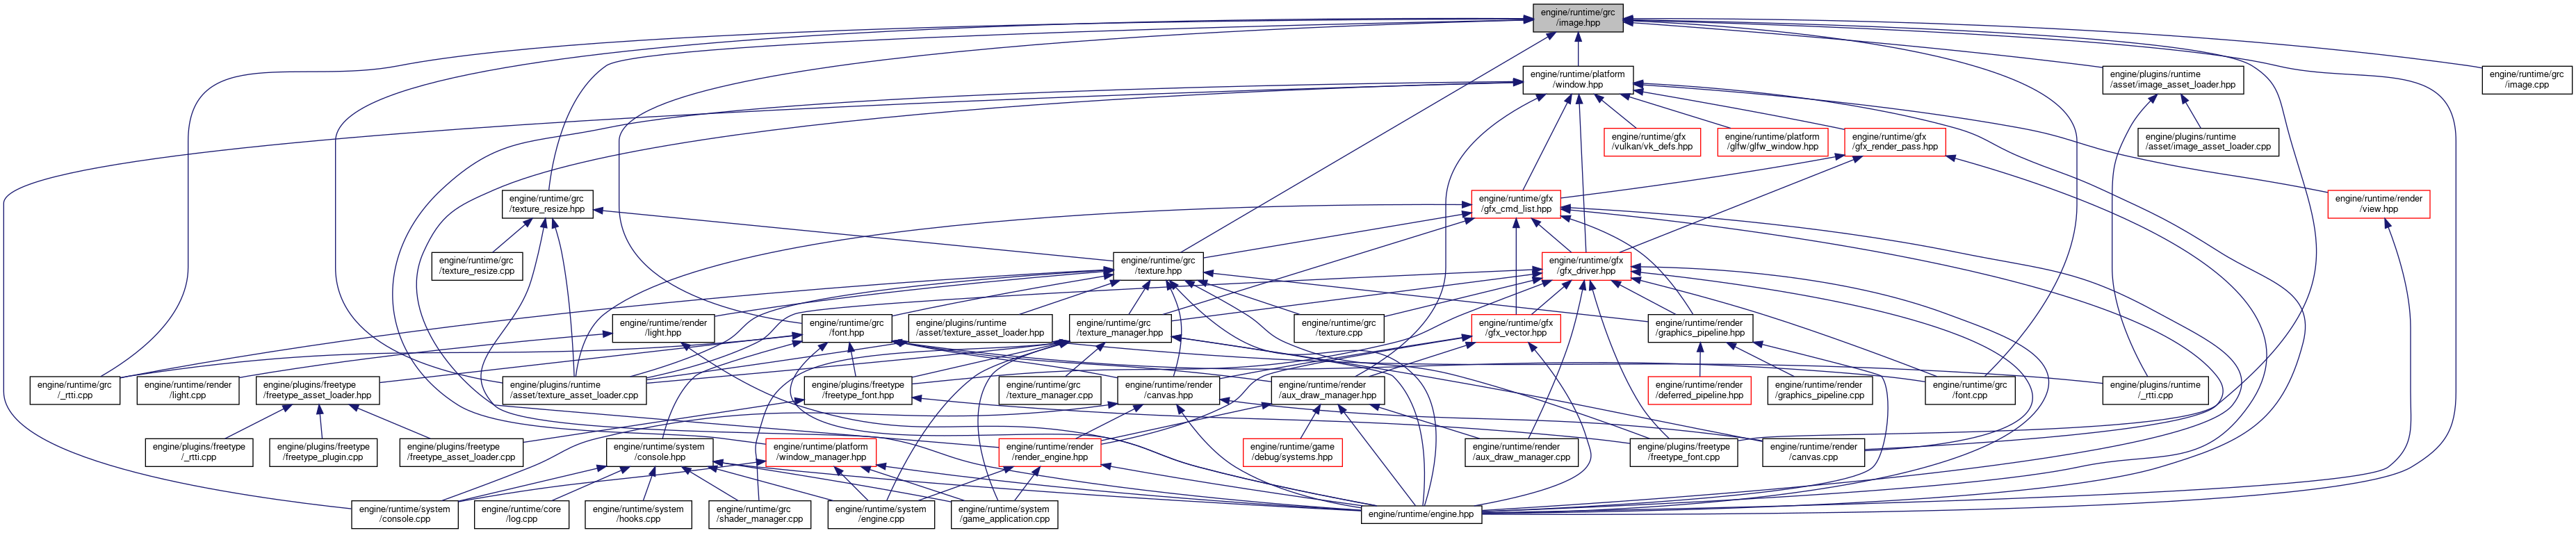 engine/runtime/grc
/image.hpp
engine/runtime/platform
/window.hpp
engine/plugins/runtime
/asset/image_asset_loader.hpp
engine/runtime/grc
/image.cpp
engine/runtime/gfx
/vulkan/vk_defs.hpp
engine/runtime/platform
/glfw/glfw_window.hpp
engine/runtime/gfx
/gfx_render_pass.hpp
engine/plugins/runtime
/asset/image_asset_loader.cpp
engine/runtime/grc
/texture_resize.hpp
engine/runtime/gfx
/gfx_cmd_list.hpp
engine/runtime/render
/view.hpp
engine/runtime/grc
/texture_resize.cpp
engine/runtime/grc
/texture.hpp
engine/runtime/gfx
/gfx_driver.hpp
engine/runtime/render
/light.hpp
engine/runtime/grc
/font.hpp
engine/plugins/runtime
/asset/texture_asset_loader.hpp
engine/runtime/grc
/texture_manager.hpp
engine/runtime/grc
/texture.cpp
engine/runtime/gfx
/gfx_vector.hpp
engine/runtime/render
/graphics_pipeline.hpp
engine/runtime/grc
/_rtti.cpp
engine/runtime/render
/light.cpp
engine/plugins/freetype
/freetype_asset_loader.hpp
engine/plugins/runtime
/asset/texture_asset_loader.cpp
engine/plugins/freetype
/freetype_font.hpp
engine/runtime/grc
/texture_manager.cpp
engine/runtime/render
/canvas.hpp
engine/runtime/render
/aux_draw_manager.hpp
engine/runtime/render
/deferred_pipeline.hpp
engine/runtime/render
/graphics_pipeline.cpp
engine/runtime/grc
/font.cpp
engine/plugins/runtime
/_rtti.cpp
engine/plugins/freetype
/_rtti.cpp
engine/plugins/freetype
/freetype_plugin.cpp
engine/plugins/freetype
/freetype_asset_loader.cpp
engine/runtime/system
/console.hpp
engine/runtime/platform
/window_manager.hpp
engine/runtime/render
/render_engine.hpp
engine/runtime/game
/debug/systems.hpp
engine/runtime/render
/aux_draw_manager.cpp
engine/plugins/freetype
/freetype_font.cpp
engine/runtime/render
/canvas.cpp
engine/runtime/system
/console.cpp
engine/runtime/core
/log.cpp
engine/runtime/system
/hooks.cpp
engine/runtime/grc
/shader_manager.cpp
engine/runtime/system
/engine.cpp
engine/runtime/system
/game_application.cpp
engine/runtime/engine.hpp